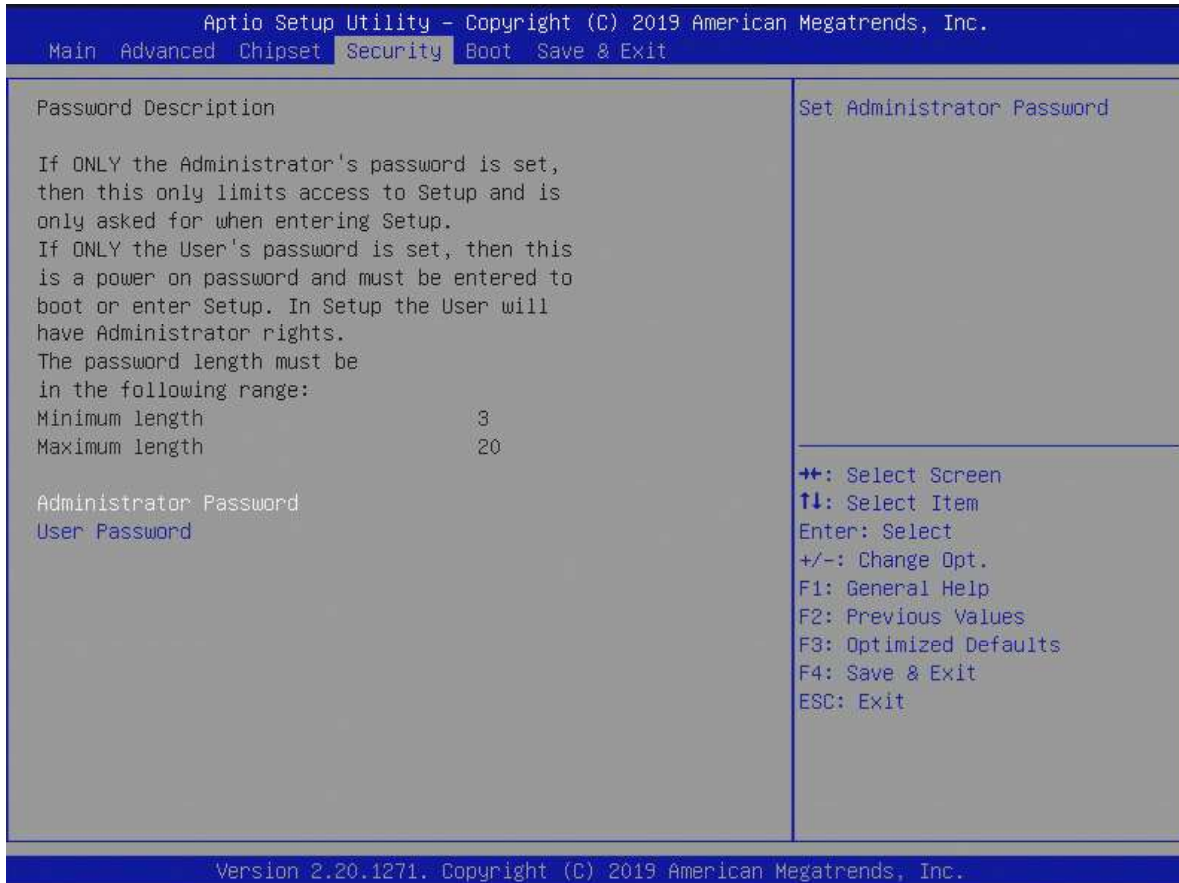 Aptio Setup Utility – Copyright (C) 2019 American Megatrends, Inc.
Main Advanced Chipset Security Boot Save & Exit
Password Description
If ONLY the Administrator's password is set,
then this only limits access to Setup and is
only asked for when entering Setup.
If ONLY the User's password is set, then this
is a power on password and must be entered to
boot or enter Setup. In Setup the User will
have Administrator rights.
The password length must be
in the following range:
Minimum length 3
Maximum length 20
Administrator Password
User Password
Set Administrator Password
→←: Select Screen
↑↓: Select Item
Enter: Select
+/-: Change Opt.
F1: General Help
F2: Previous Values
F3: Optimized Defaults
F4: Save & Exit
ESC: Exit
Version 2.20.1271. Copyright (C) 2019 American Megatrends, Inc.